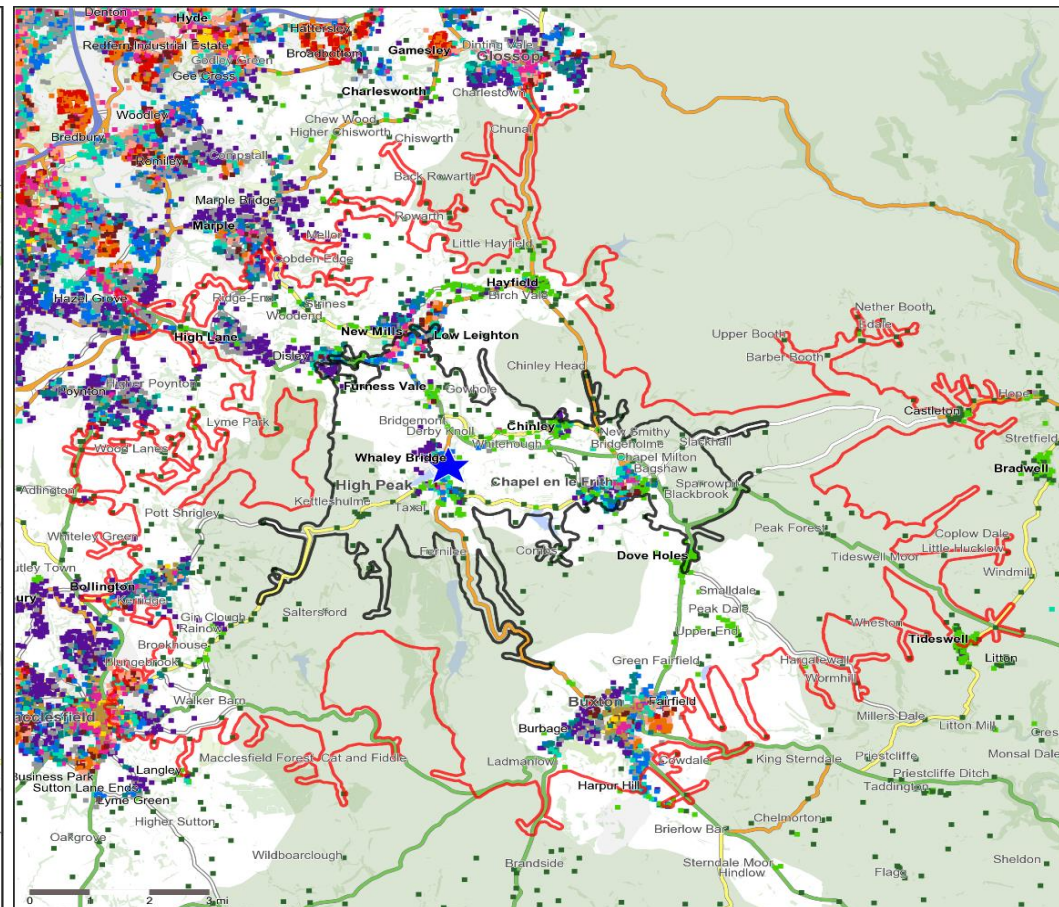 Denton
Hyde
Hattersley
Redfern Industrial Estate
Godley Green
Broadbottom
Gamesley
Dinting Vale
Glossop
Gee Cross
Charlesworth
Charlestown
Woodley
Chew Wood
Chunal
Bredbury
Higher Chisworth
Chisworth
Romiley
Compstall
Back Rowarth
Marple Bridge
Rowarth
Marple
Mellor
Little Hayfield
Cobden Edge
Hayfield
Birch Vale
Hazel Grove
Ridge-End
Strines
Nether Booth
Edale
Woodend
New Mills
Low Leighton
Upper Booth
High Lane
Barber Booth
Disley
Chinley Head
Higher Poynton
Poynton
Furness Vale
Gowhole
Hope
Castleton
Lyme Park
Bridgemont
Derby Knoll
Chinley
New Smithy
Stretfield
Wood Lanes
Whitehough
Bridgeholme
Slackhall
Whaley Bridge
Chapel Milton
Bagshaw
Bradwell
Adlington
High Peak
Chapel en le Frith
Sparrowpit
Blackbrook
Kettleshulme
Taxal
Pott Shrigley
Peak Forest
Whiteley Green
Coplow Dale
Fernilee
Combs
Dove Holes
Tideswell Moor
Little Hucklow
utley Town
Windmill
Bollington
Smalldale
ury
Kerridge
Saltersford
Peak Dale
Gin Clough
Rainow
Wheston
Upper End
Tideswell
Brookhouse
Hargatewall
Litton
Hurdsfield
Green Fairfield
Wormhill
Walker Barn
Buxton
Fairfield
acclesfield
Millers Dale
Litton Mill
Burbage
Cres
Macclesfield Forest
Cat and Fiddle
Ladmanlow
Cowdale
King Sterndale
Priestcliffe
Monsal Dale
Business Park
Langley
Sutton Lane Ends
Harpur Hill
Priestcliffe Ditch
Taddington
Lyme Green
Higher Sutton
Chelmorton
Oakgrove
Brierlow Bar
Wildboarclough
Brandside
Sterndale Moor
Hindlow
Flagg
Sheldon
0 1 2 3 mi